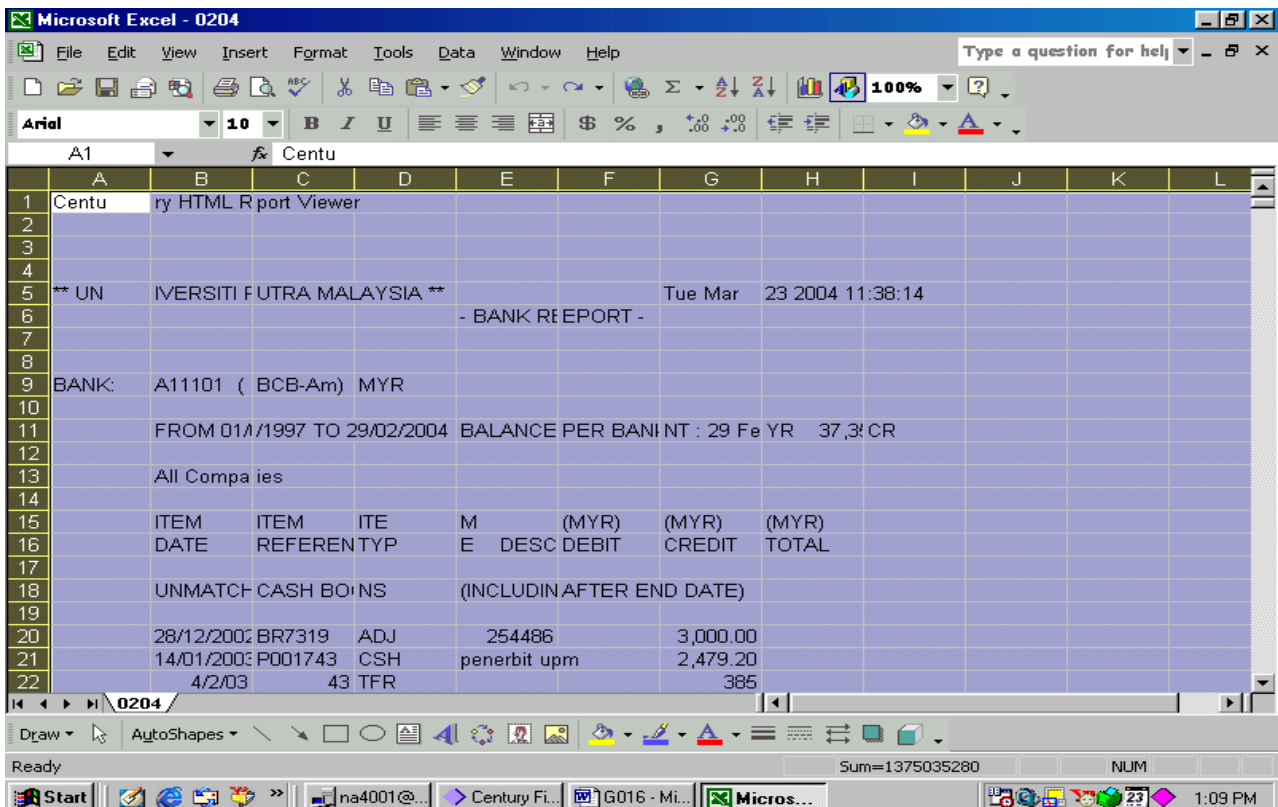 Microsoft Excel - 0204
File Edit View Insert Format Tools Data Window Help Type a question for help
100%
Arial 10 B I U $ % ,
A1 fx Centu
A B C D E F G H I J K L
1 Centu ry HTML R port Viewer
2
3
4
5 ** UN IVERSITI P UTRA MALAYSIA ** Tue Mar 23 2004 11:38:14
6 - BANK RE EPORT -
7
8
9 BANK: A11101 ( BCB-Am) MYR
10
11 FROM 01/ /1997 TO 29/02/2004 BALANCE PER BAN NT : 29 Fe YR 37,3 CR
12
13 All Compa ies
14
15 ITEM ITEM ITE M (MYR) (MYR) (MYR)
16 DATE REFEREN TYP E DESC DEBIT CREDIT TOTAL
17
18 UNMATCH CASH BO NS (INCLUDIN AFTER END DATE)
19
20 28/12/2002 BR7319 ADJ 254486 3,000.00
21 14/01/2003 P001743 CSH penerbit upm 2,479.20
22 4/2/03 43 TFR 385
0204
Draw AutoShapes
Ready Sum=1375035280 NUM
Start na4001@... Century Fi... G016 - Mi... Micros... 1:09 PM